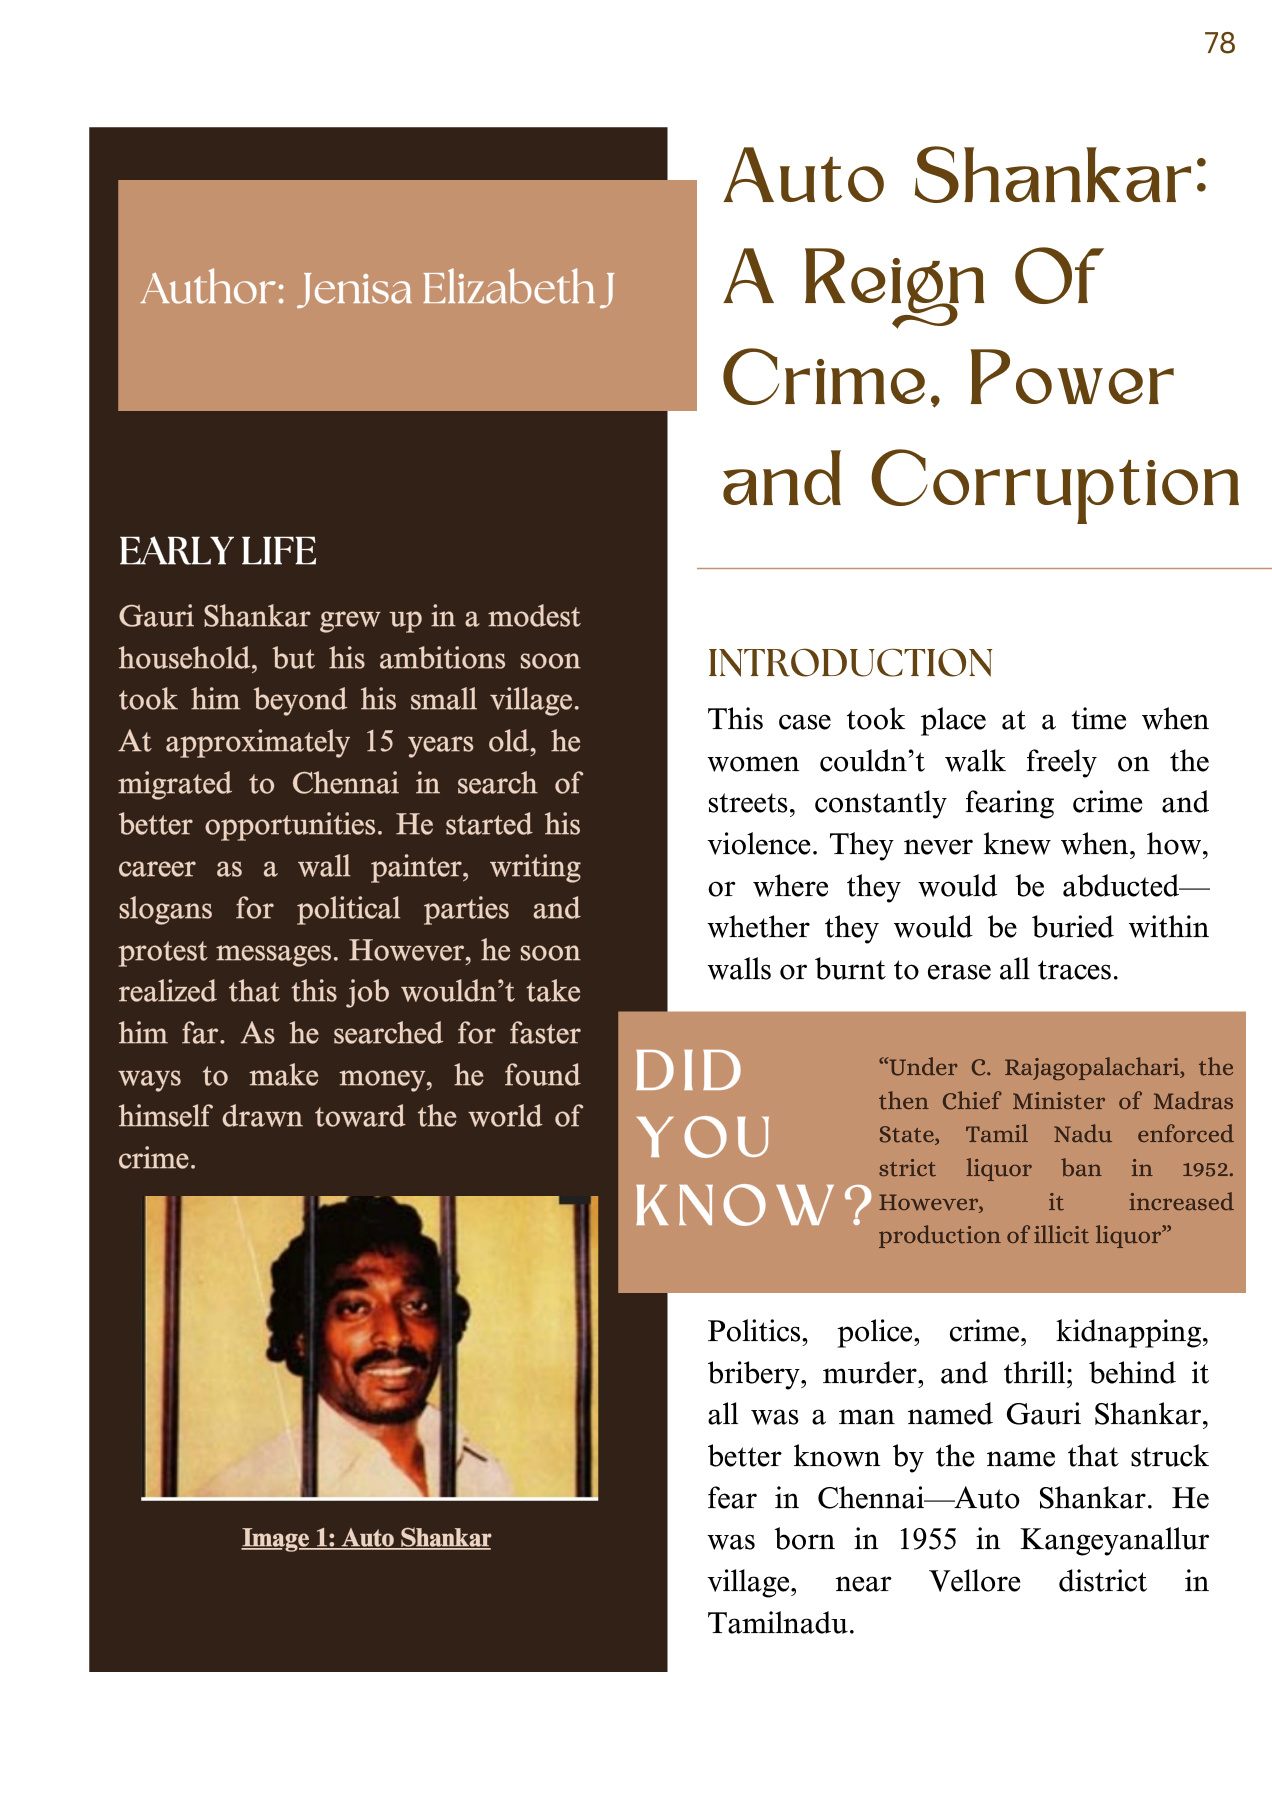 78
Auto Shankar:
A Reign Of
Crime, Power
and Corruption
Author: Jenisa Elizabeth J
INTRODUCTION
This case took place at a time when
women couldn’t walk freely on the
streets, constantly fearing crime and
violence. They never knew when, how,
or where they would be abducted—
whether they would be buried within
walls or burnt to erase all traces.
DID
YOU
KNOW?
“Under C. Rajagopalachari, the
then Chief Minister of Madras
State, Tamil Nadu enforced
strict liquor ban in 1952.
However, it increased
production of illicit liquor”
Politics, police, crime, kidnapping,
bribery, murder, and thrill; behind it
all was a man named Gauri Shankar,
better known by the name that struck
fear in Chennai—Auto Shankar. He
was born in 1955 in Kangeyanallur
village, near Vellore district in
Tamilnadu.
EARLY LIFE
Gauri Shankar grew up in a modest
household, but his ambitions soon
took him beyond his small village.
At approximately 15 years old, he
migrated to Chennai in search of
better opportunities. He started his
career as a wall painter, writing
slogans for political parties and
protest messages. However, he soon
realized that this job wouldn’t take
him far. As he searched for faster
ways to make money, he found
himself drawn toward the world of
crime.
Image 1: Auto Shankar